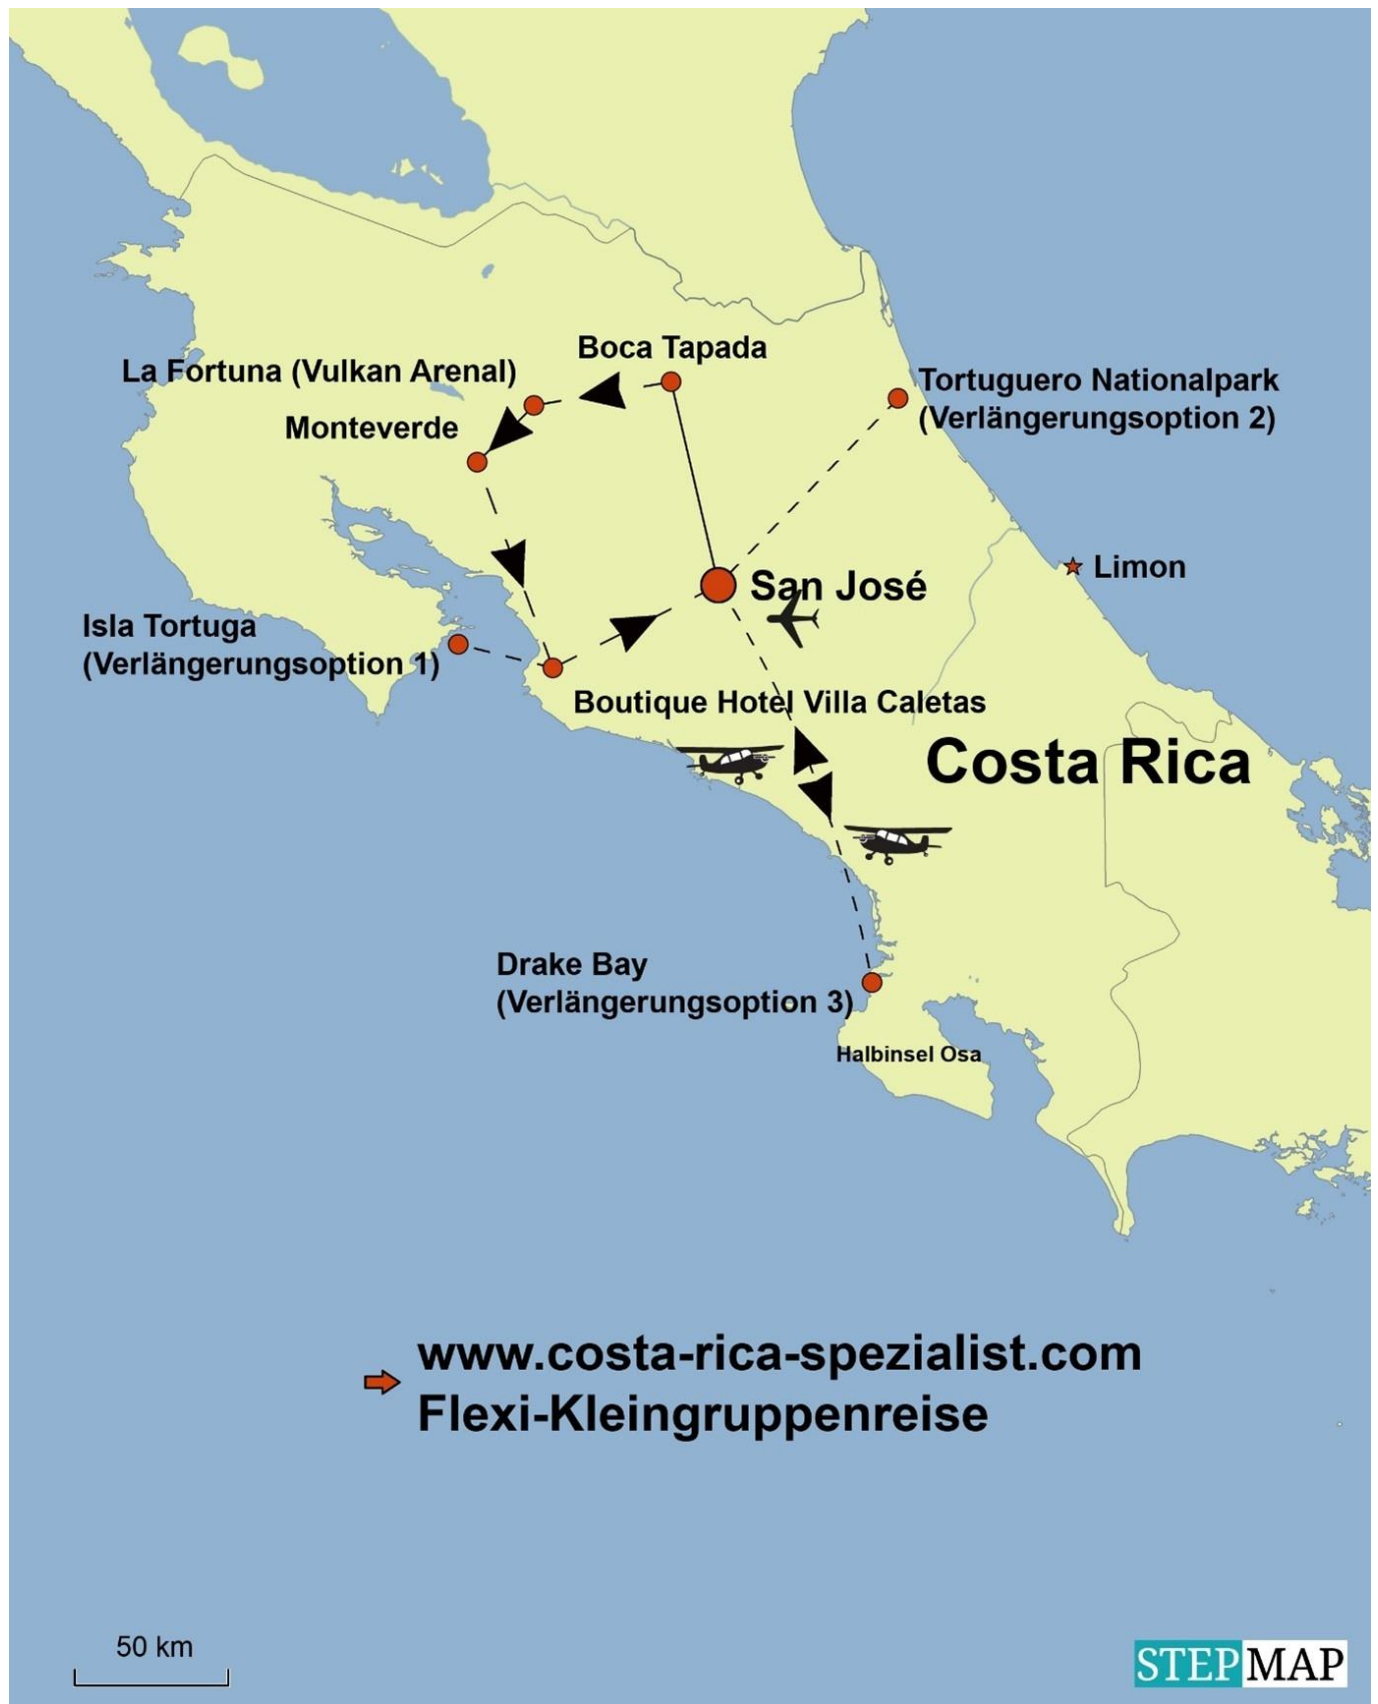 Boca Tapada
La Fortuna (Vulkan Arenal)
Monteverde
Tortuguero Nationalpark
(Verlängerungsoption 2)
Limon
San José
Isla Tortuga
(Verlängerungsoption 1)
Boutique Hotel Villa Caletas
Costa Rica
Drake Bay
(Verlängerungsoption 3)
Halbinsel Osa
www.costa-rica-spezialist.com
Flexi-Kleingruppenreise
50 km
STEPMAP